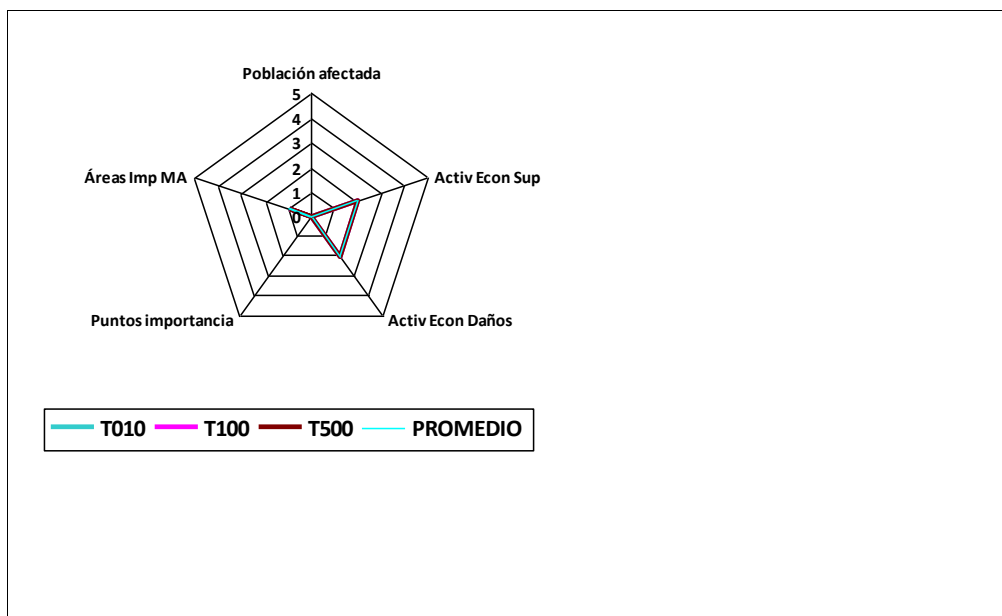 Población afectada
5
4
3
2
1
0
Áreas Imp MA
Activ Econ Sup
Puntos importancia
Activ Econ Daños
T010 T100 T500 PROMEDIO